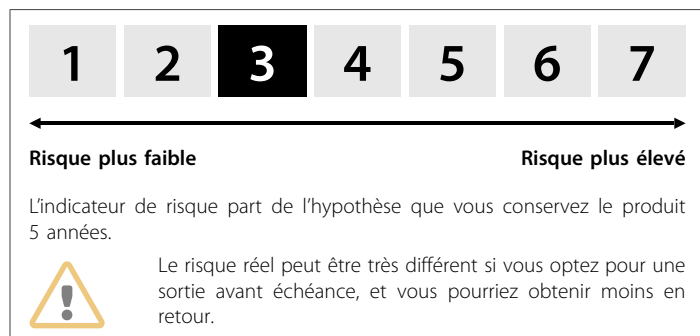 1 2 3 4 5 6 7
Risque plus faible Risque plus élevé
L'indicateur de risque part de l'hypothèse que vous conservez le produit
5 années.
Le risque réel peut être très différent si vous optez pour une
sortie avant échéance, et vous pourriez obtenir moins en
retour.